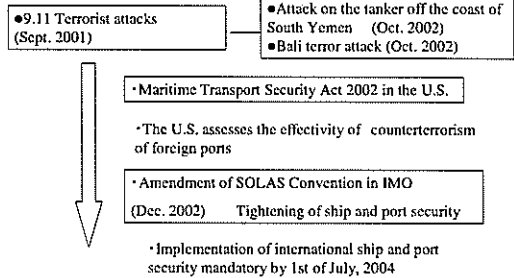 ●9.11 Terrorist attacks
(Sept. 2001)
●Attack on the tanker off the coast of
South Yemen (Oct. 2002)
●Bali terror attack (Oct. 2002)
・Maritime Transport Security Act 2002 in the U.S.
・The U.S. assesses the effectivity of counterterrorism
of foreign ports
・Amendment of SOLAS Convention in IMO
(Dec. 2002) Tightening of ship and port security
・Implementation of international ship and port
security mandatory by 1st of July, 2004